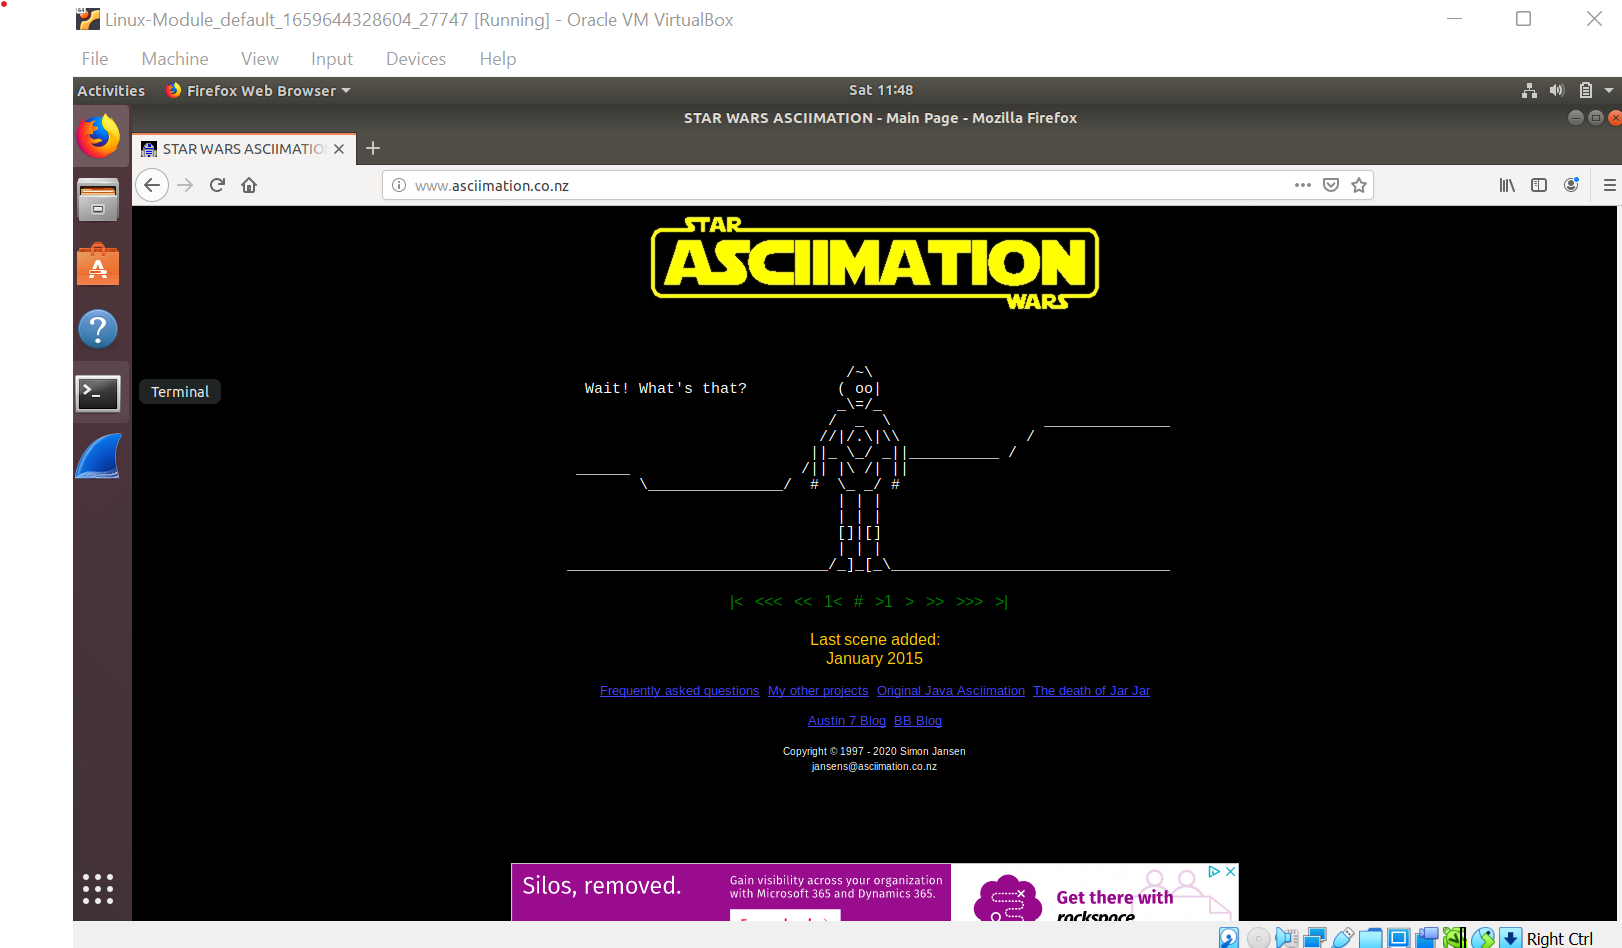 Linux-Module_default_1659644328604_27747 [Running] - Oracle VM VirtualBox
File Machine View Input Devices Help
Activities Firefox Web Browser Sat 11:48
STAR WARS ASCIIMATION - Main Page - Mozilla Firefox
STAR WARS ASCIIMATIO
www.asciimation.co.nz
STAR
ASCIIMATION
WARS
Wait! What's that?
Terminal
|< <<< << 1< # >1 > >> >>> >|
Last scene added:
January 2015
Frequently asked questions My other projects Original Java Asciimation The death of Jar Jar
Austin 7 Blog BB Blog
Copyright © 1997 - 2020 Simon Jansen
jansens@asciimation.co.nz
Silos, removed.
Gain visibility across your organization
with Microsoft 365 and Dynamics 365.
Get there with
rockspace
Right Ctrl